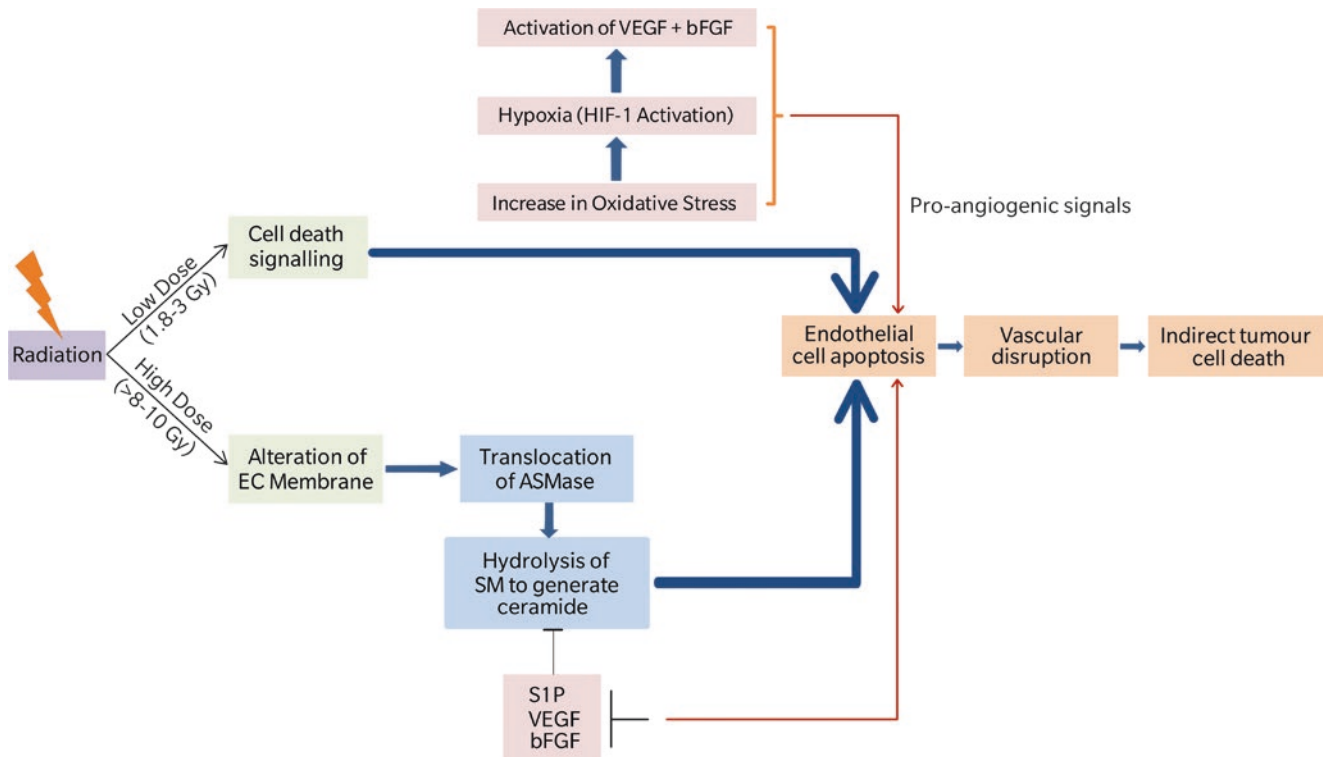 Activation of VEGF + bFGF
Hypoxia (HIF-1 Activation)
Increase in Oxidative Stress
Pro-angiogenic signals
Cell death
signalling
Low Dose
(1.8-3 Gy)
Radiation
High Dose
(>8-10 Gy)
Endothelial
cell apoptosis
Vascular
disruption
Indirect tumour
cell death
Alteration of
EC Membrane
Translocation
of ASMase
Hydrolysis of
SM to generate
ceramide
S1P
VEGF
bFGF